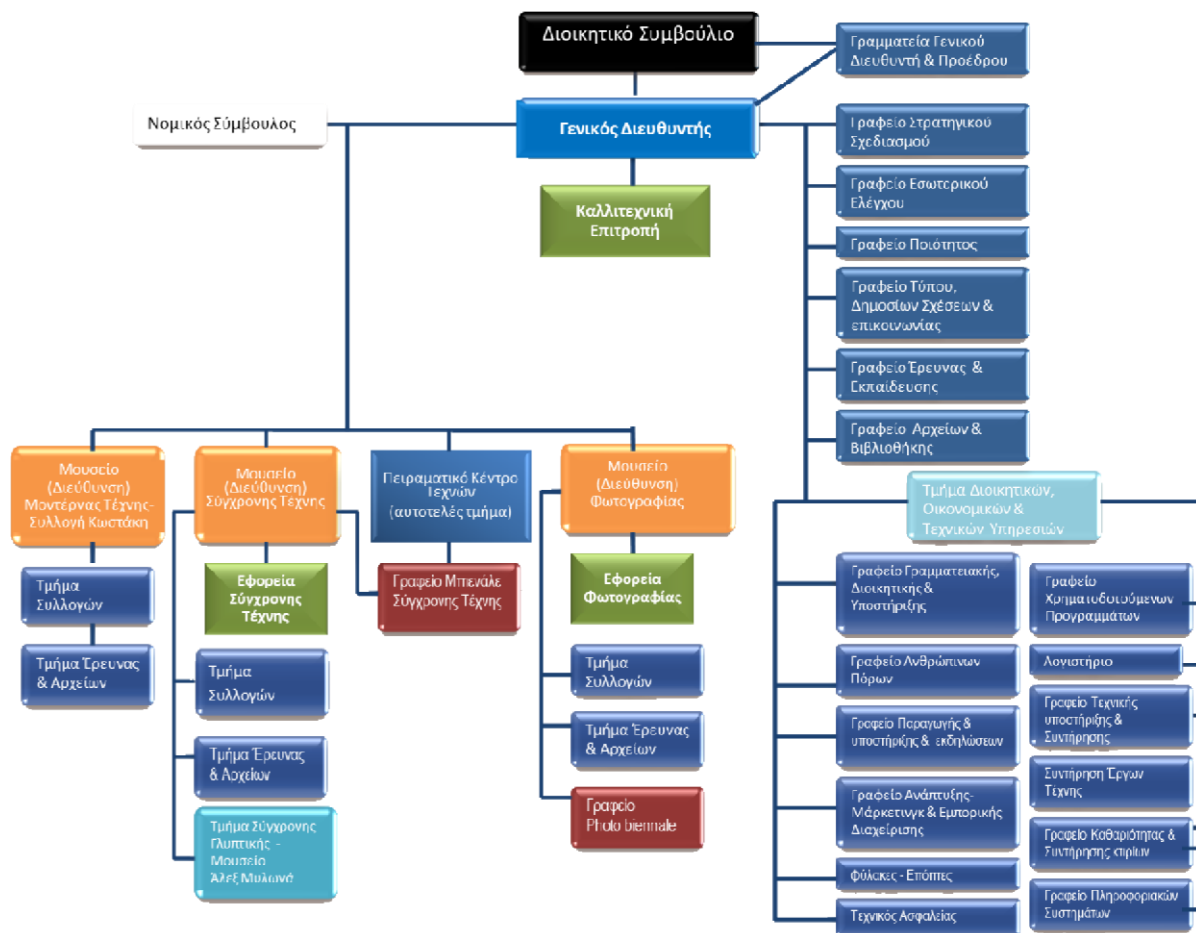 Διοικητικό Συμβούλιο
Γραμματεία Γενικού
Διευθυντή & Προέδρου
Νομικός Σύμβουλος
Γενικός Διευθυντής
Γραφείο Στρατηγικού
Σχεδιασμού
Γραφείο Εσωτερικού
Ελέγχου
Καλλιτεχνική
Επιτροπή
Γραφείο Ποιότητος
Γραφείο Τύπου,
Δημοσίων Σχέσεων &
επικοινωνίας
Γραφείο Έρευνας &
Εκπαίδευσης
Γραφείο Αρχείων &
Βιβλιοθήκης
Μουσείο
(Διεύθυνση)
Μοντέρνας Τέχνης-
Συλλογή Κωστάκη
Μουσείο
(Διεύθυνση)
Σύγχρονης Τέχνης
Πειραματικό Κέντρο
Τεχνών
(αυτοτελές τμήμα)
Μουσείο
(Διεύθυνση)
Φωτογραφίας
Τμήμα Διοικητικών,
Οικονομικών &
Τεχνικών Υπηρεσιών
Τμήμα
Συλλογών
Τμήμα Έρευνας
& Αρχείων
Εφορεία
Σύγχρονης
Τέχνης
Τμήμα
Συλλογών
Τμήμα Έρευνας
& Αρχείων
Τμήμα Σύγχρονης
Γλυπτικής -
Μουσείο
Άλεξ Μυλωνά
Γραφείο Μπιενάλε
Σύγχρονης Τέχνης
Εφορεία
Φωτογραφίας
Τμήμα
Συλλογών
Τμήμα Έρευνας
& Αρχείων
Γραφείο
Photo biennale
Γραφείο Γραμματειακής,
Διοικητικής &
Υποστήριξης
Γραφείο Ανθρώπινων
Πόρων
Γραφείο Παραγωγής &
υποστήριξης & εκδηλώσεων
Γραφείο Ανάπτυξης-
Μάρκετινγκ & Εμπορικής
Διαχείρισης
Φύλακες - Επόπτες
Τεχνικός Ασφαλείας
Γραφείο
Χρηματοδοτούμενων
Προγραμμάτων
Λογιστήριο
Γραφείο Τεχνικής
υποστήριξης &
Συντήρησης
Συντήρηση Έργων
Τέχνης
Γραφείο Καθαριότητας &
Συντήρησης κτιρίων
Γραφείο Πληροφοριακών
Συστημάτων